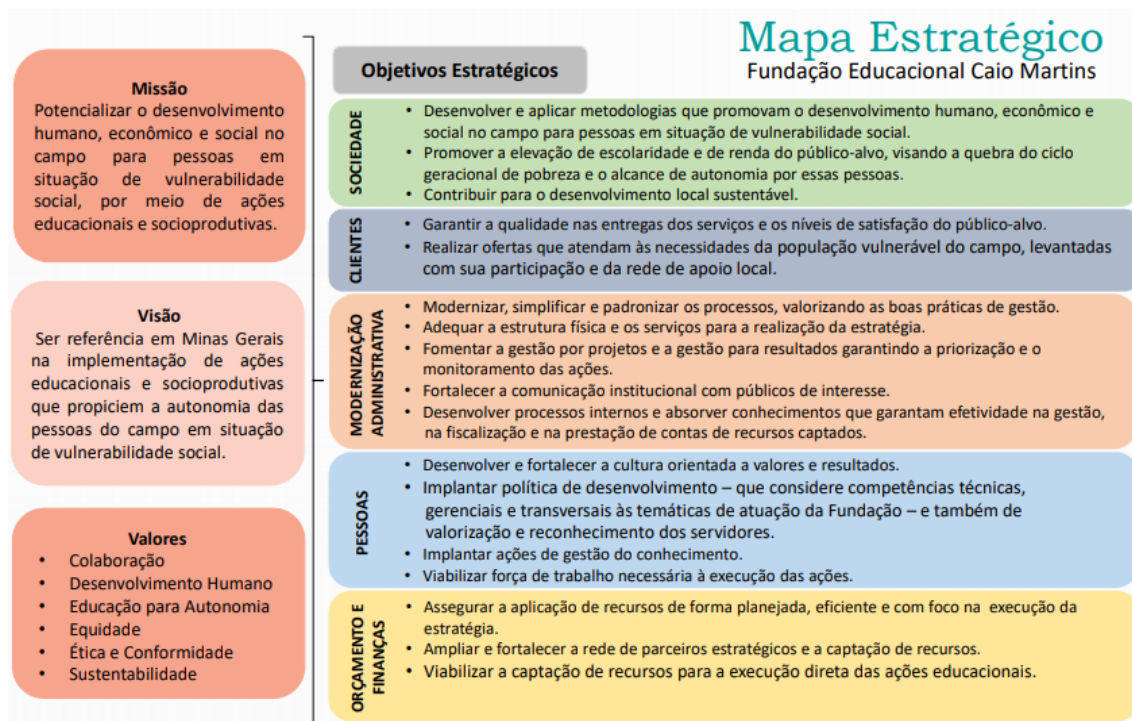 Mapa Estratégico
Fundação Educacional Caio Martins
Missão
Potencializar o desenvolvimento
humano, econômico e social no
campo para pessoas em
situação de vulnerabilidade
social, por meio de ações
educacionais e socioprodutivas.
Visão
Ser referência em Minas Gerais
na implementação de ações
educacionais e socioprodutivas
que propiciem a autonomia das
pessoas do campo em situação
de vulnerabilidade social.
Valores
• Colaboração
• Desenvolvimento Humano
• Educação para Autonomia
• Equidade
• Ética e Conformidade
• Sustentabilidade
Objetivos Estratégicos
SOCIEDADE
• Desenvolver e aplicar metodologias que promovam o desenvolvimento humano, econômico e
social no campo para pessoas em situação de vulnerabilidade social.
• Promover a elevação de escolaridade e de renda do público-alvo, visando a quebra do ciclo
geracional de pobreza e o alcance de autonomia por essas pessoas.
• Contribuir para o desenvolvimento local sustentável.
CLIENTES
• Garantir a qualidade nas entregas dos serviços e os níveis de satisfação do público-alvo.
• Realizar ofertas que atendam às necessidades da população vulnerável do campo, levantadas
com sua participação e da rede de apoio local.
MODERNIZAÇÃO
ADMINISTRATIVA
• Modernizar, simplificar e padronizar os processos, valorizando as boas práticas de gestão.
• Adequar a estrutura física e os serviços para a realização da estratégia.
• Fomentar a gestão por projetos e a gestão para resultados garantindo a priorização e o
monitoramento das ações.
• Fortalecer a comunicação institucional com públicos de interesse.
• Desenvolver processos internos e absorver conhecimentos que garantam efetividade na gestão,
na fiscalização e na prestação de contas de recursos captados.
PESSOAS
• Desenvolver e fortalecer a cultura orientada a valores e resultados.
• Implantar política de desenvolvimento – que considere competências técnicas,
gerenciais e transversais às temáticas de atuação da Fundação – e também de
valorização e reconhecimento dos servidores.
• Implantar ações de gestão do conhecimento.
• Viabilizar força de trabalho necessária à execução das ações.
ORÇAMENTO E
FINANÇAS
• Assegurar a aplicação de recursos de forma planejada, eficiente e com foco na execução da
estratégia.
• Ampliar e fortalecer a rede de parceiros estratégicos e a captação de recursos.
• Viabilizar a captação de recursos para a execução direta das ações educacionais.